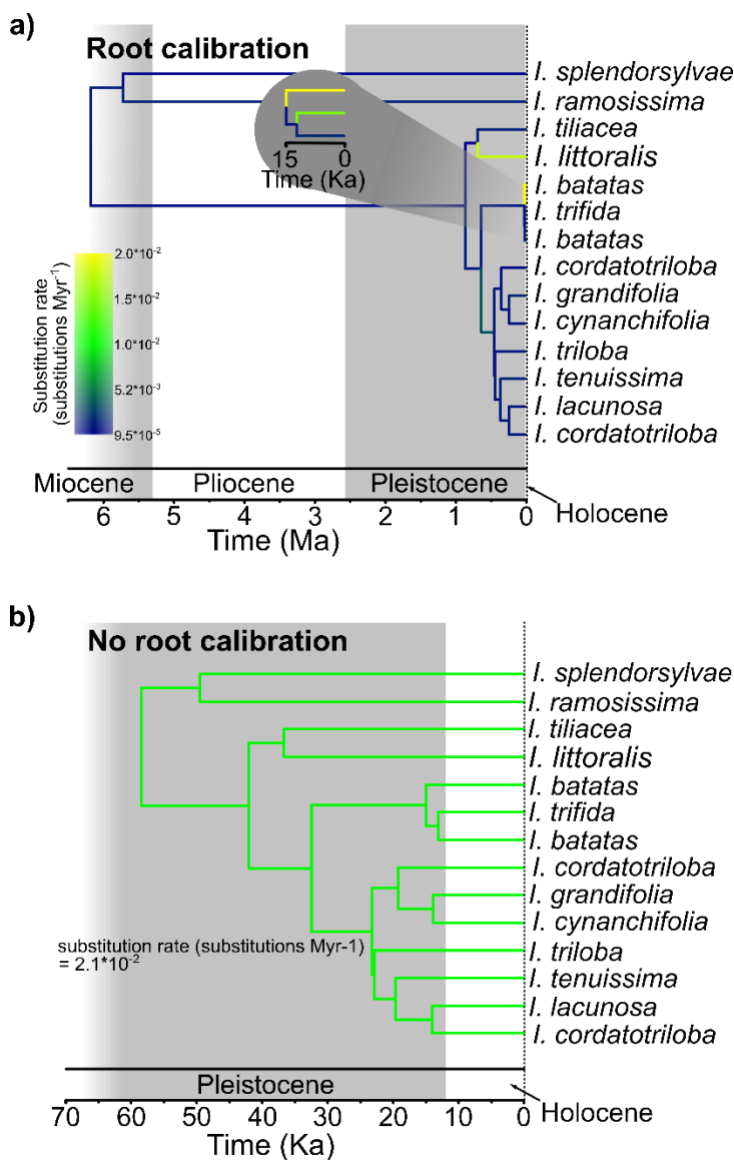 a)
Root calibration
I. splendorsylvae
I. ramosissima
I. tiliacea
I. littoralis
I. batatas
I. trifida
I. batatas
I. cordatotriloba
I. grandifolia
I. cynanchifolia
I. triloba
I. tenuissima
I. lacunosa
I. cordatotriloba
15 0
Time (Ka)
Substitution rate
(substitutions Myr-1)
2.0*10-2
1.5*10-2
1.0*10-2
5.2*10-3
9.5*10-5
Miocene Pliocene Pleistocene
Holocene
6 5 4 3 2 1 0
Time (Ma)
b)
No root calibration
I. splendorsylvae
I. ramosissima
I. tiliacea
I. littoralis
I. batatas
I. trifida
I. batatas
I. cordatotriloba
I. grandifolia
I. cynanchifolia
I. triloba
I. tenuissima
I. lacunosa
I. cordatotriloba
substitution rate (substitutions Myr-1)
= 2.1*10-2
Pleistocene
Holocene
70 60 50 40 30 20 10 0
Time (Ka)